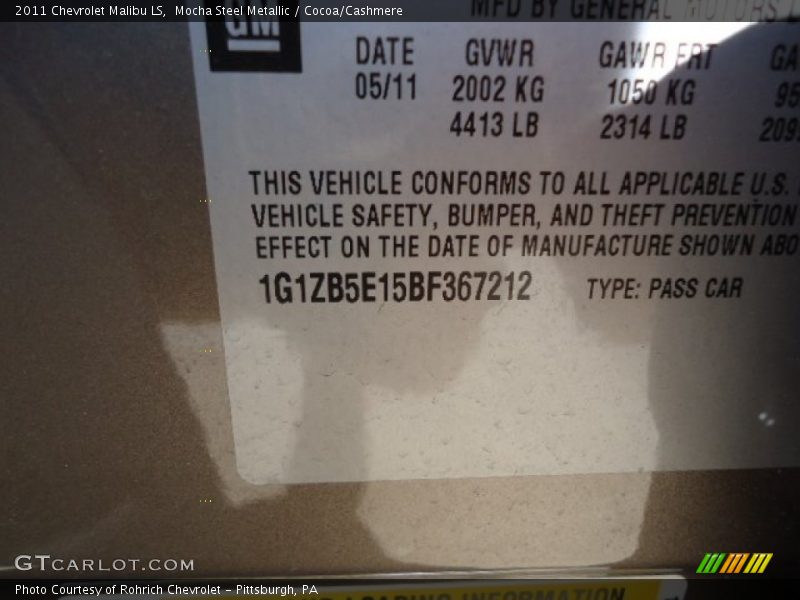 2011 Chevrolet Malibu LS, Mocha Steel Metallic / Cocoa/Cashmere
MFD BY GENERAL MOTORS
GM
DATE GVWR GAWR FRT
05/11 2002 KG 1050 KG
4413 LB 2314 LB
THIS VEHICLE CONFORMS TO ALL APPLICABLE U.S.
VEHICLE SAFETY, BUMPER, AND THEFT PREVENTION
EFFECT ON THE DATE OF MANUFACTURE SHOWN
1G1ZB5E15BF367212 TYPE: PASS CAR
GTCARLOT.COM
Photo Courtesy of Rohrich Chevrolet – Pittsburgh, PA
LOADING INFORMATION